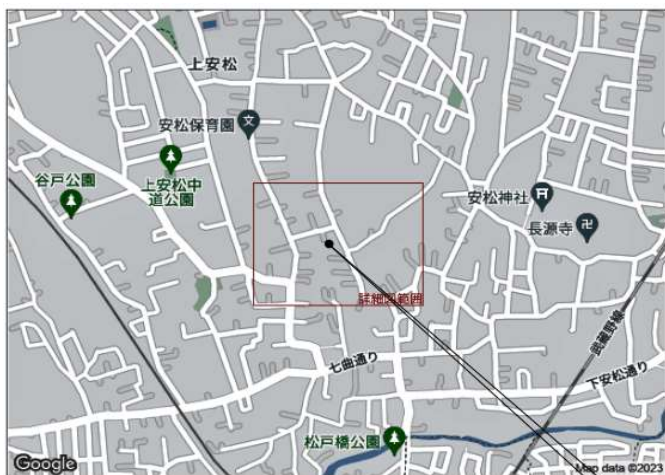 上安松
安松保育園
谷戸公園
上安松中
道公園
安松神社
長源寺
詳細図範囲
武蔵野線
七曲通り
下安松通り
松戸橋公園
Google
Map data ©2023